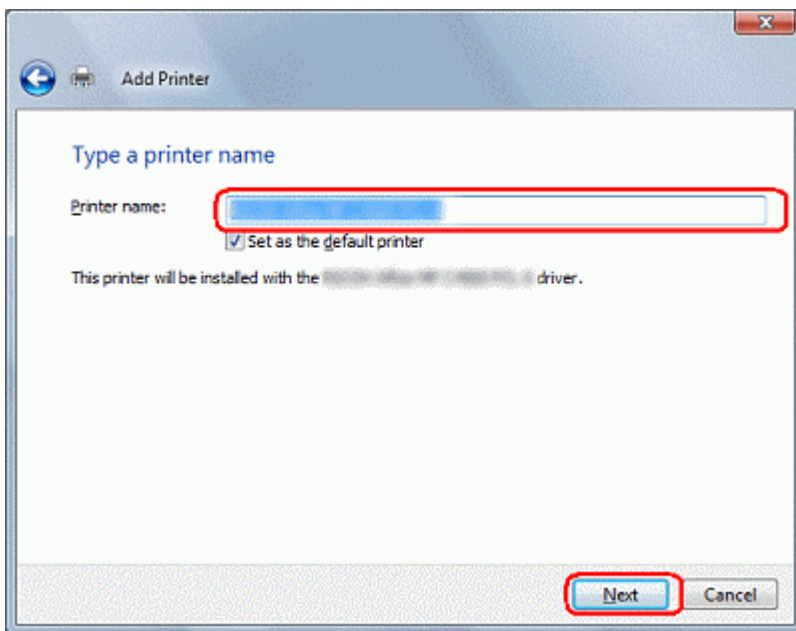 Add Printer
Type a printer name
Printer name:
Set as the default printer
This printer will be installed with the driver.
Next Cancel